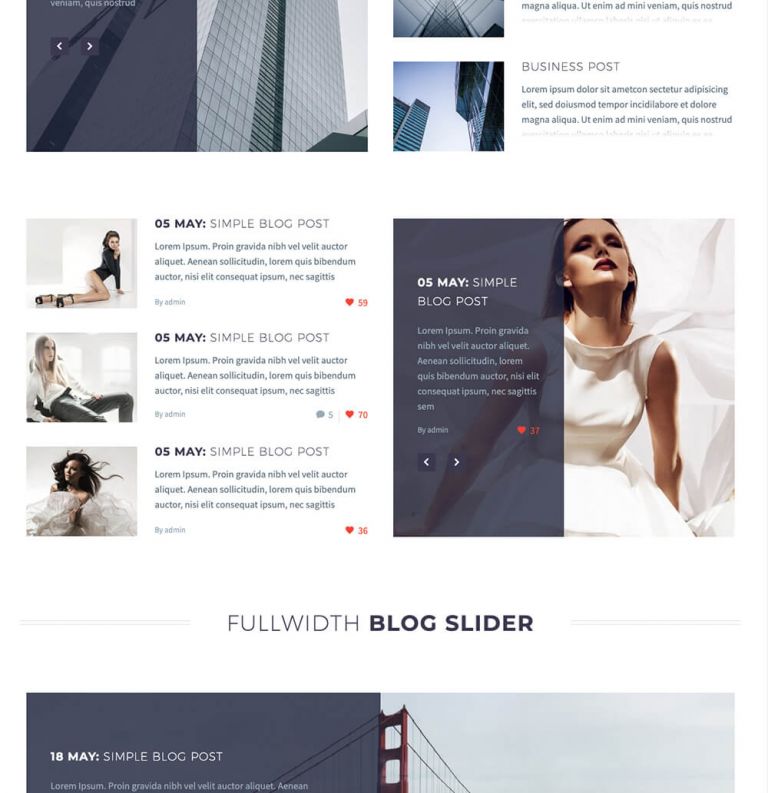 veniam, quis nostrud
magna aliqua. Ut enim ad mini veniam, quis nostrud
BUSINESS POST
Lorem ipsum dolor sit ametcon sectetur adipisicing
elit, sed doiusmod tempor incidilabore et dolore
magna aliqua. Ut enim ad mini veniam, quis nostrud
05 MAY: SIMPLE BLOG POST
Lorem Ipsum. Proin gravida nibh vel velit auctor
aliquet. Aenean sollicitudin, lorem quis bibendum
auctor, nisi elit consequat ipsum, nec sagittis
By admin 59
05 MAY: SIMPLE BLOG POST
Lorem Ipsum. Proin gravida nibh vel velit auctor
aliquet. Aenean sollicitudin, lorem quis bibendum
auctor, nisi elit consequat ipsum, nec sagittis
By admin 5 | 70
05 MAY: SIMPLE BLOG POST
Lorem Ipsum. Proin gravida nibh vel velit auctor
aliquet. Aenean sollicitudin, lorem quis bibendum
auctor, nisi elit consequat ipsum, nec sagittis
By admin 36
05 MAY: SIMPLE
BLOG POST
Lorem Ipsum. Proin gravida
nibh vel velit auctor aliquet.
Aenean sollicitudin, lorem
quis bibendum auctor, nisi elit
consequat ipsum, nec sagittis
sem
By admin 37
FULLWIDTH BLOG SLIDER
18 MAY: SIMPLE BLOG POST
Lorem Ipsum. Proin gravida nibh vel velit auctor aliquet. Aenean